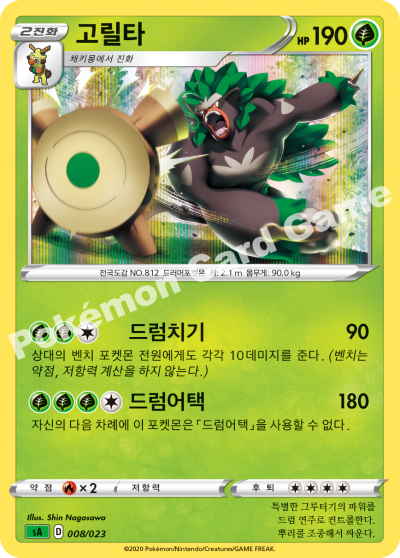 2진화
고릴타
HP 190
채키몽에서 진화
전국도감 NO.812 드러머포켓몬 키: 2.1 m 몸무게: 90.0 kg
Pokémon Card Game
드럼치기 90
상대의 벤치 포켓몬 전원에게도 각각 10데미지를 준다. (벤치는
약점, 저항력 계산을 하지 않는다.)
드럼어택 180
자신의 다음 차례에 이 포켓몬은 「드럼어택」을 사용할 수 없다.
약점 ×2 저항력 후퇴
Illus. Shin Nagasawa
sA D 008/023
특별한 그루터기의 파워를
드럼 연주로 컨트롤한다.
뿌리를 조종해서 싸운다.
©2020 Pokémon/Nintendo/Creatures/GAME FREAK.